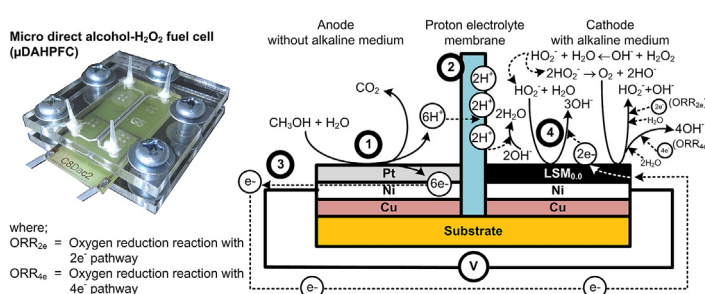 Micro direct alcohol-H₂O₂ fuel cell
(µDAHPFC)
C8Dec2
where;
ORR₂ₑ = Oxygen reduction reaction with
2e⁻ pathway
ORR₄ₑ = Oxygen reduction reaction with
4e⁻ pathway
Anode
without alkaline medium
Proton electrolyte
membrane
Cathode
with alkaline medium
1
2
3
4
CO₂
CH₃OH + H₂O
6H⁺
6e-
2H⁺
2H⁺
2H⁺
HO₂⁻ + H₂O ← OH⁻ + H₂O₂
2HO₂⁻ → O₂ + 2HO⁻
HO₂⁻ + H₂O
3OH⁻
2H₂O
2OH⁻
2e-
HO₂⁻+OH⁻
2e⁻ (ORR₂ₑ)
H₂O
4OH⁻
4e⁻ (ORR₄ₑ)
2H₂O
Pt
Ni
Cu
LSM₀.₀
Ni
Cu
Substrate
V
e-
e-
e-